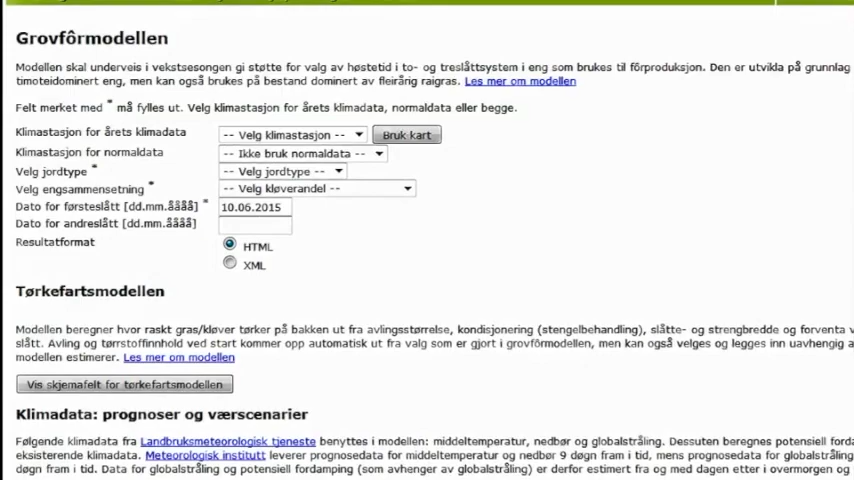 Grovfôrmodellen
Modellen skal underveis i vekstsesongen gi støtte for valg av høstetid i to- og treslåttsystem i eng som brukes til fôrproduksjon. Den er utvikla på grunnlag
timoteidominert eng, men kan også brukes på bestand dominert av fleirårig raigras. Les mer om modellen
Felt merket med * må fylles ut. Velg klimastasjon for årets klimadata, normaldata eller begge.
Klimastasjon for årets klimadata -- Velg klimastasjon -- Bruk kart
Klimastasjon for normaldata -- Ikke bruk normaldata --
Velg jordtype * -- Velg jordtype --
Velg engsammensetning * -- Velg kløverandel --
Dato for førsteslått [dd.mm.åååå] * 10.06.2015
Dato for andreslått [dd.mm.åååå]
Resultatformat HTML
XML
Tørkefartsmodellen
Modellen beregner hvor raskt gras/kløver tørker på bakken ut fra avlingsstørrelse, kondisjonering (stengelbehandling), slåtte- og strengbredde og forventa
slått. Avling og tørrstoffinnhold ved start kommer opp automatisk ut fra valg som er gjort i grovfôrmodellen, men kan også velges og legges inn uavhengig
modellen estimerer. Les mer om modellen
Vis skjemafelt for tørkefartsmodellen
Klimadata: prognoser og værscenarier
Følgende klimadata fra Landbruksmeteorologisk tjeneste benyttes i modellen: middeltemperatur, nedbør og globalstråling. Dessuten beregnes potensiell
eksisterende klimadata. Meteorologisk institutt leverer prognosedata for middeltemperatur og nedbør 9 døgn fram i tid, mens prognosedata for globalstråling
døgn fram i tid. Data for globalstråling og potensiell fordamping (som avhenger av globalstråling) er derfor estimert fra og med dagen etter i overmorgen og